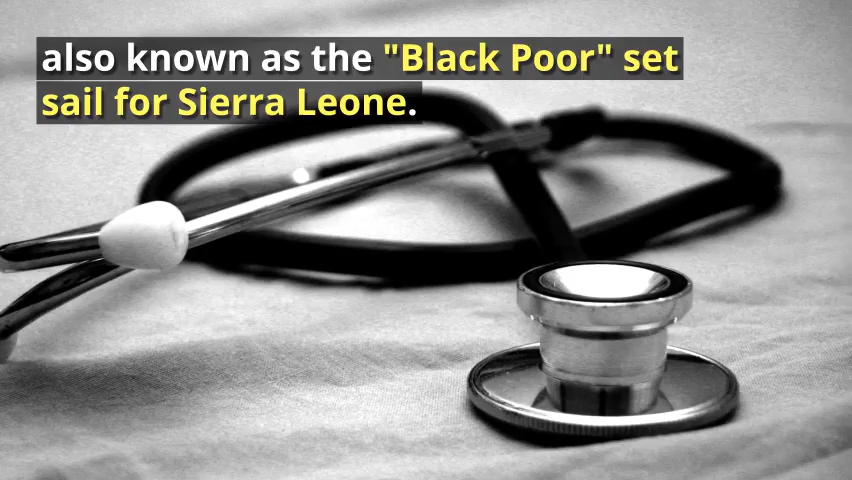 also known as the "Black Poor" set
sail for Sierra Leone.